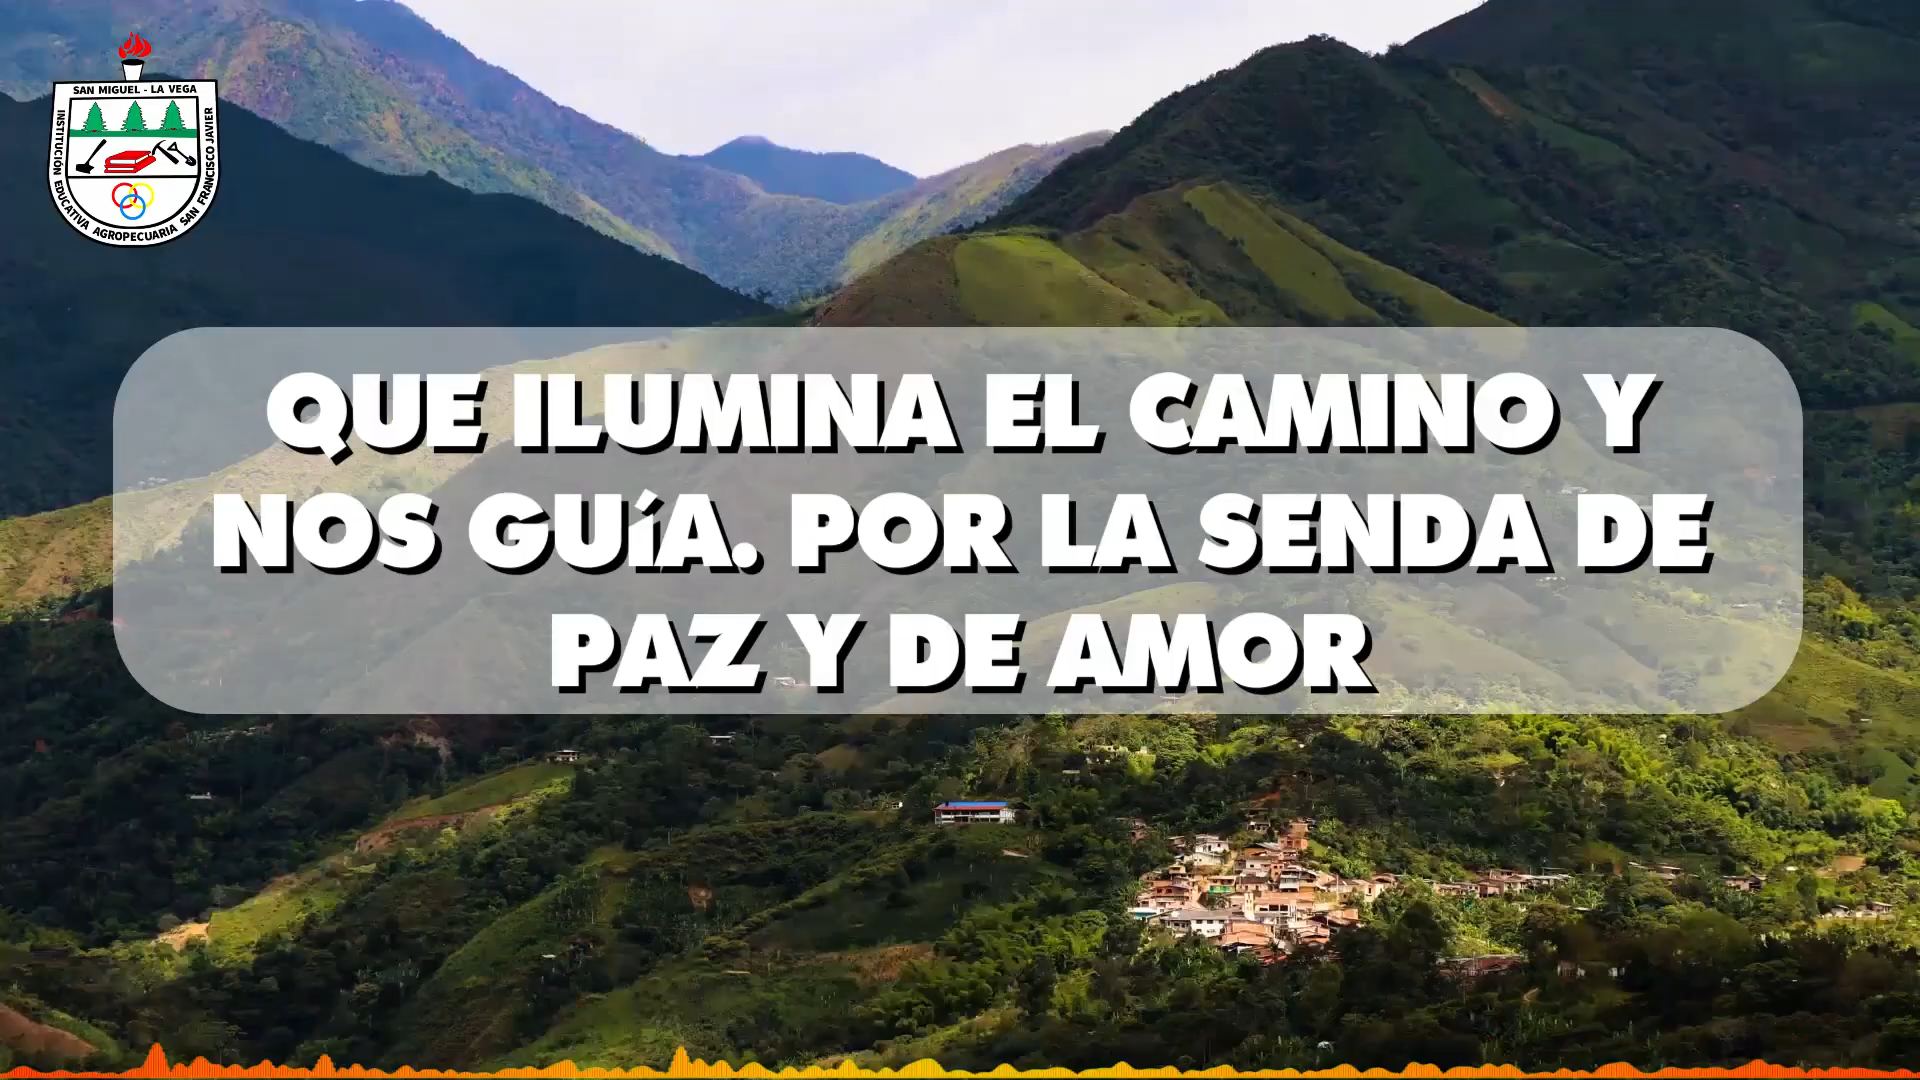 SAN MIGUEL - LA VEGA
INSTITUCIÓN EDUCATIVA AGROPECUARIA SAN FRANCISCO JAVIER
QUE ILUMINA EL CAMINO Y
NOS GUíA. POR LA SENDA DE
PAZ Y DE AMOR